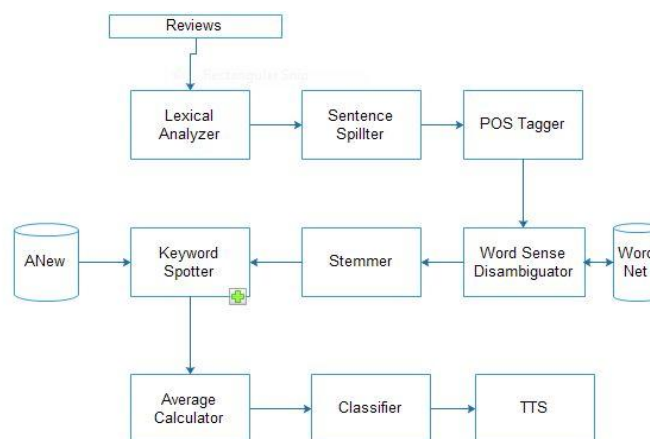 Reviews
Lexical
Analyzer
Sentence
Spillter
POS Tagger
ANew
Keyword
Spotter
Stemmer
Word Sense
Disambiguator
Word
Net
Average
Calculator
Classifier
TTS